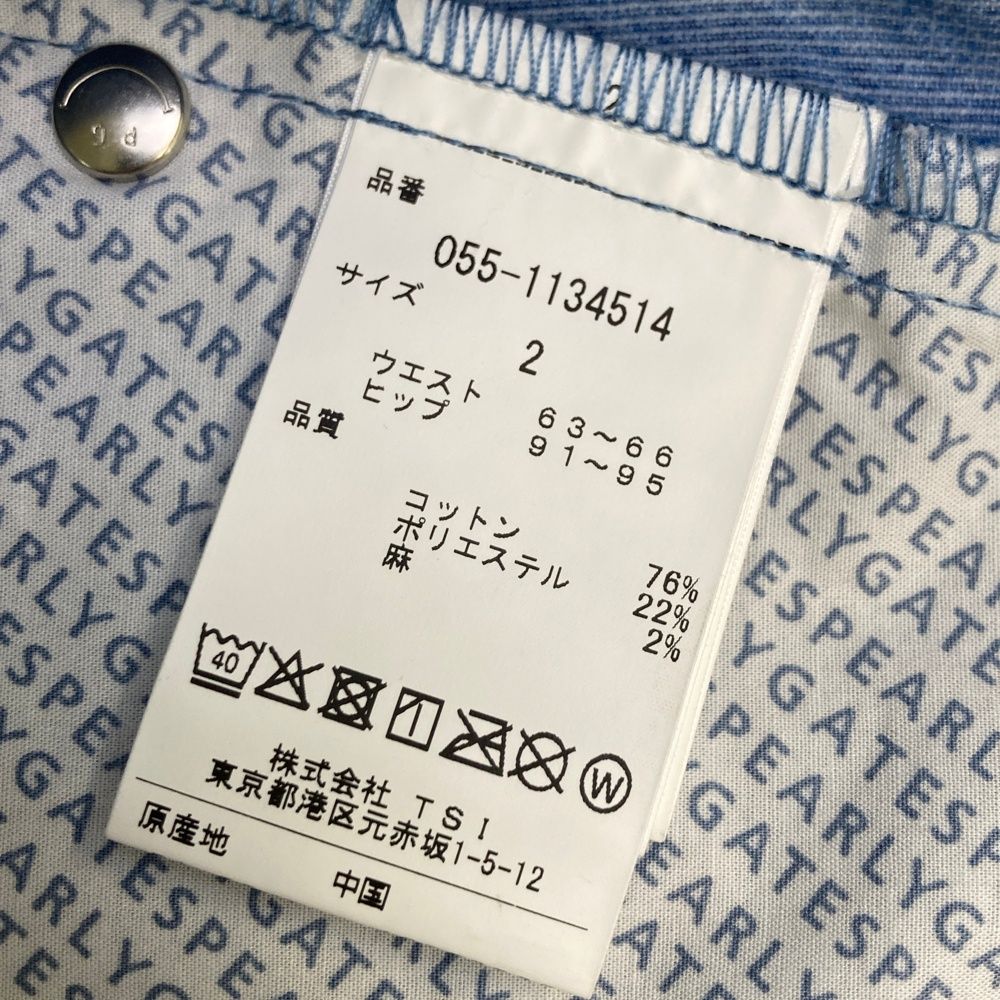 2
PG
品番
055-1134514
サイズ
2
ウエスト 63～66
ヒップ 91～95
品質
コットン 76%
ポリエステル 22%
麻 2%
40
W
株式会社 TSI
東京都港区元赤坂1-5-12
原産地
中国
PEARLYGATES